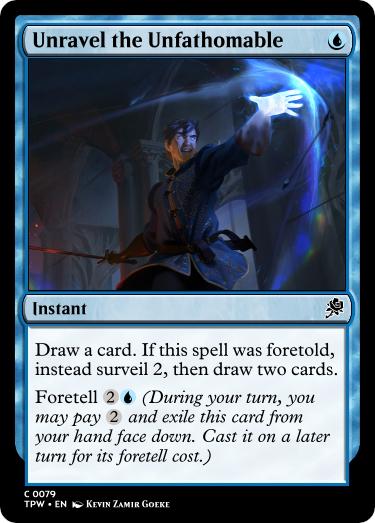 Unravel the Unfathomable
Instant
Draw a card. If this spell was foretold,
instead surveil 2, then draw two cards.
Foretell 2 (During your turn, you
may pay 2 and exile this card from
your hand face down. Cast it on a later
turn for its foretell cost.)
C 0079
TPW • EN Kevin Zamir Goeke